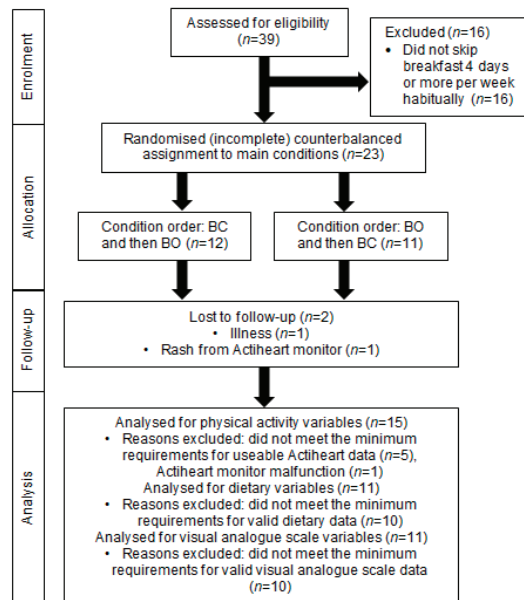 Enrolment
Assessed for eligibility
(n=39)
Excluded (n=16)
• Did not skip
breakfast 4 days
or more per week
habitually (n=16)
Allocation
Randomised (incomplete) counterbalanced
assignment to main conditions (n=23)
Condition order: BC
and then BO (n=12)
Condition order: BO
and then BC (n=11)
Follow-up
Lost to follow-up (n=2)
• Illness (n=1)
• Rash from Actiheart monitor (n=1)
Analysis
Analysed for physical activity variables (n=15)
• Reasons excluded: did not meet the minimum
requirements for useable Actiheart data (n=5),
Actiheart monitor malfunction (n=1)
Analysed for dietary variables (n=11)
• Reasons excluded: did not meet the minimum
requirements for valid dietary data (n=10)
Analysed for visual analogue scale variables (n=11)
• Reasons excluded: did not meet the minimum
requirements for valid visual analogue scale data
(n=10)